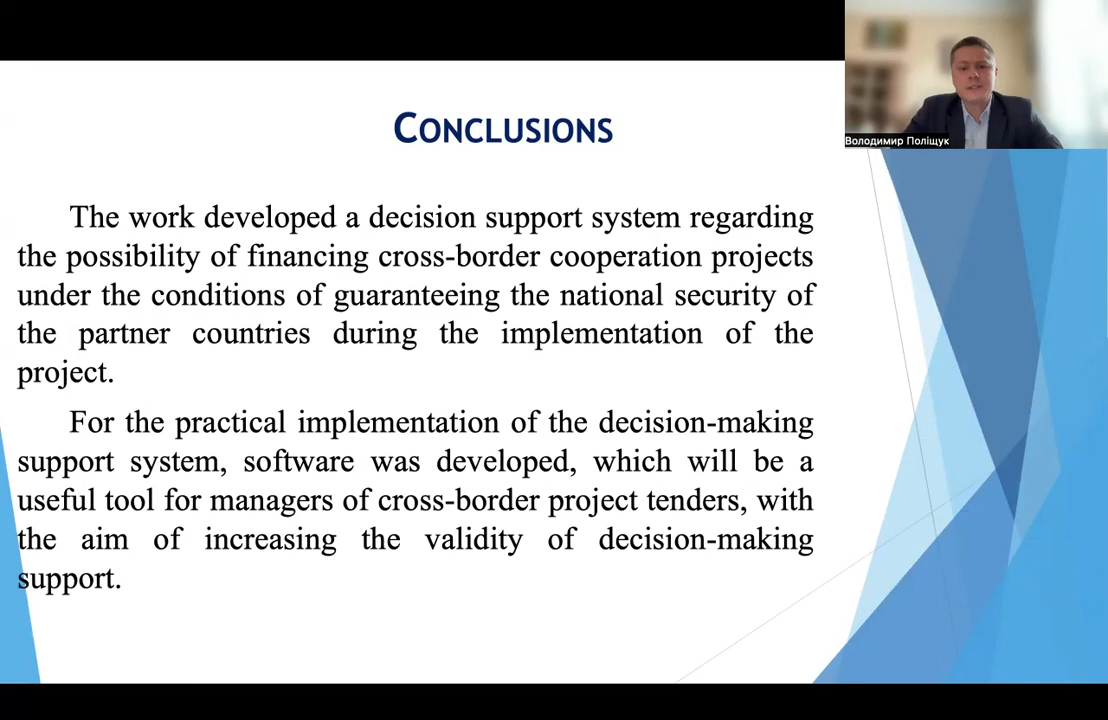 CONCLUSIONS
Володимир Поліщук
The work developed a decision support system regarding
the possibility of financing cross-border cooperation projects
under the conditions of guaranteeing the national security of
the partner countries during the implementation of the
project.
For the practical implementation of the decision-making
support system, software was developed, which will be a
useful tool for managers of cross-border project tenders, with
the aim of increasing the validity of decision-making
support.